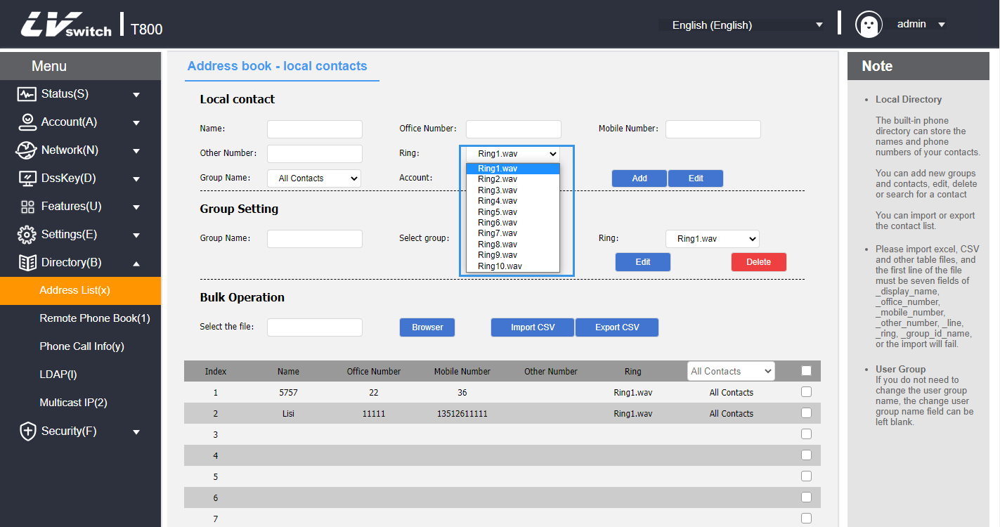 LVswitch T800
English (English)
admin
Menu
Status(S)
Account(A)
Network(N)
DssKey(D)
Features(U)
Settings(E)
Directory(B)
Address List(x)
Remote Phone Book(1)
Phone Call Info(y)
LDAP(l)
Multicast IP(2)
Security(F)
Address book - local contacts
Local contact
Name: Office Number: Mobile Number:
Other Number: Ring: Ring1.wav
Group Name: All Contacts Account: Add Edit
Ring1.wav
Ring2.wav
Ring3.wav
Ring4.wav
Ring5.wav
Ring6.wav
Ring7.wav
Ring8.wav
Ring9.wav
Ring10.wav
Group Setting
Group Name: Select group: Ring: Ring1.wav
Edit Delete
Bulk Operation
Select the file: Browser Import CSV Export CSV
Index Name Office Number Mobile Number Other Number Ring All Contacts
1 5757 22 36 Ring1.wav All Contacts
2 Lisi 11111 13512611111 Ring1.wav All Contacts
3
4
5
6
7
Note
• Local Directory
The built-in phone
directory can store the
names and phone
numbers of your contacts.
You can add new groups
and contacts, edit, delete
or search for a contact
You can import or export
the contact list.
• Please import excel, CSV
and other table files, and
the first line of the file
must be seven fields of
_display_name,
_office_number,
_mobile_number,
_other_number, _line,
_ring, _group_id_name,
or the import will fail.
• User Group
If you do not need to
change the user group
name, the change user
group name field can be
left blank.